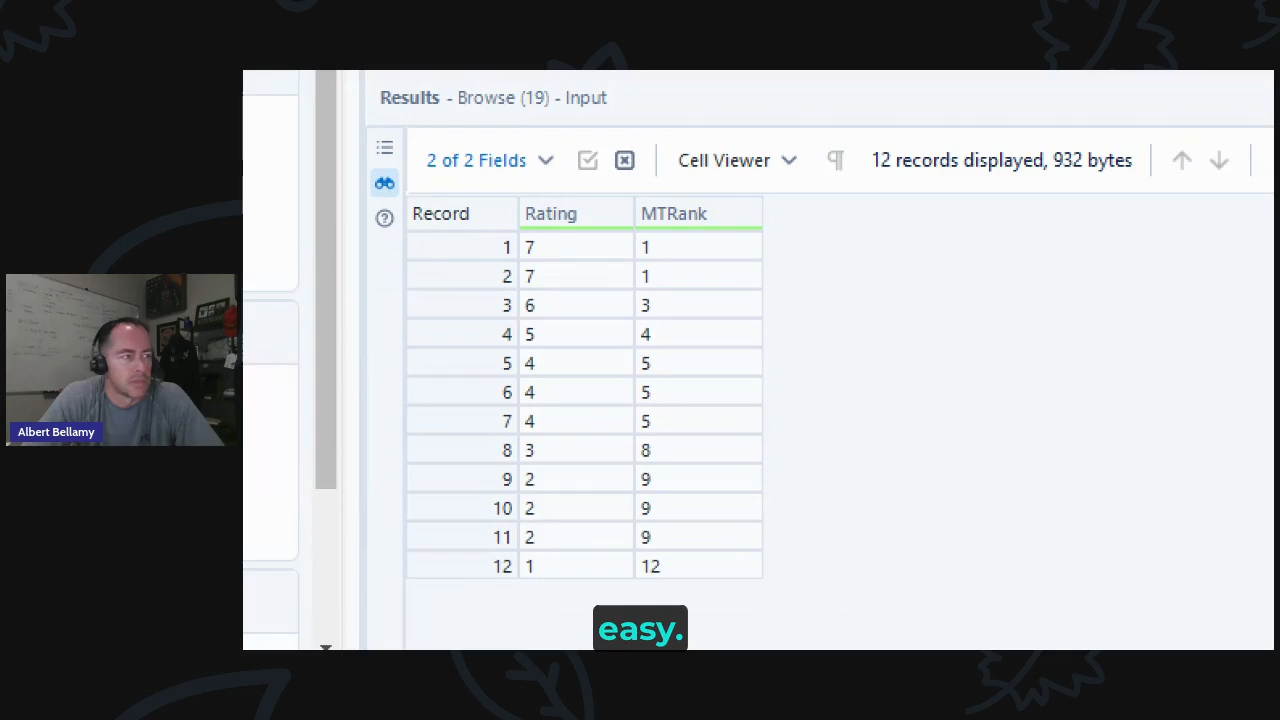 Results - Browse (19) - Input
2 of 2 Fields Cell Viewer 12 records displayed, 932 bytes
Record Rating MTRank
1 7 1
2 7 1
3 6 3
4 5 4
5 4 5
6 4 5
7 4 5
8 3 8
9 2 9
10 2 9
11 2 9
12 1 12
Albert Bellamy
easy.